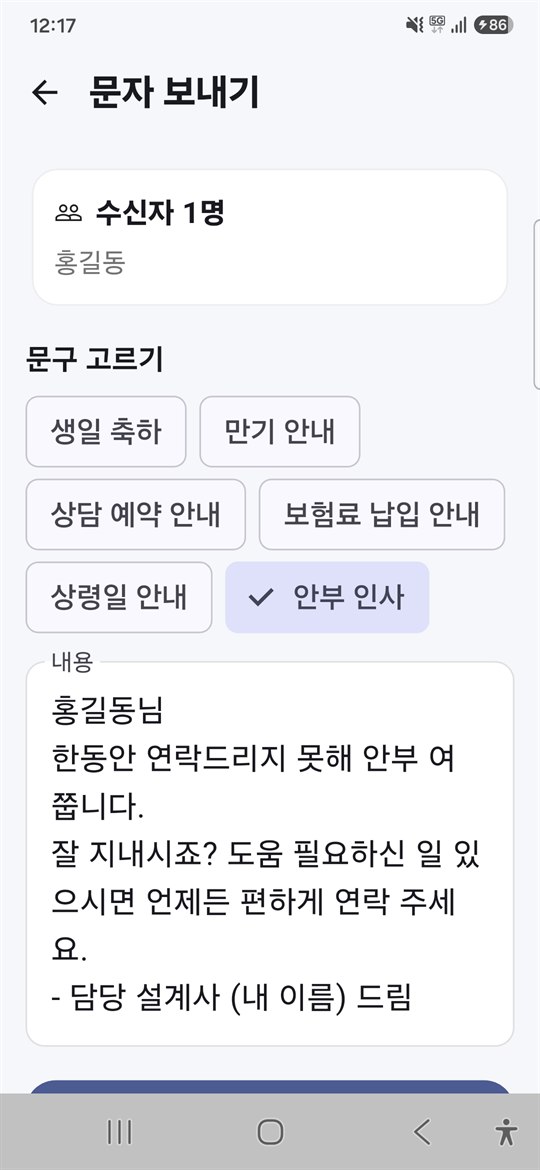 12:17
5G
86
문자 보내기
수신자 1명
홍길동
문구 고르기
생일 축하
만기 안내
상담 예약 안내
보험료 납입 안내
상령일 안내
안부 인사
내용
홍길동님
한동안 연락드리지 못해 안부 여
쭙니다.
잘 지내시죠? 도움 필요하신 일 있
으시면 언제든 편하게 연락 주세
요.
- 담당 설계사 (내 이름) 드림